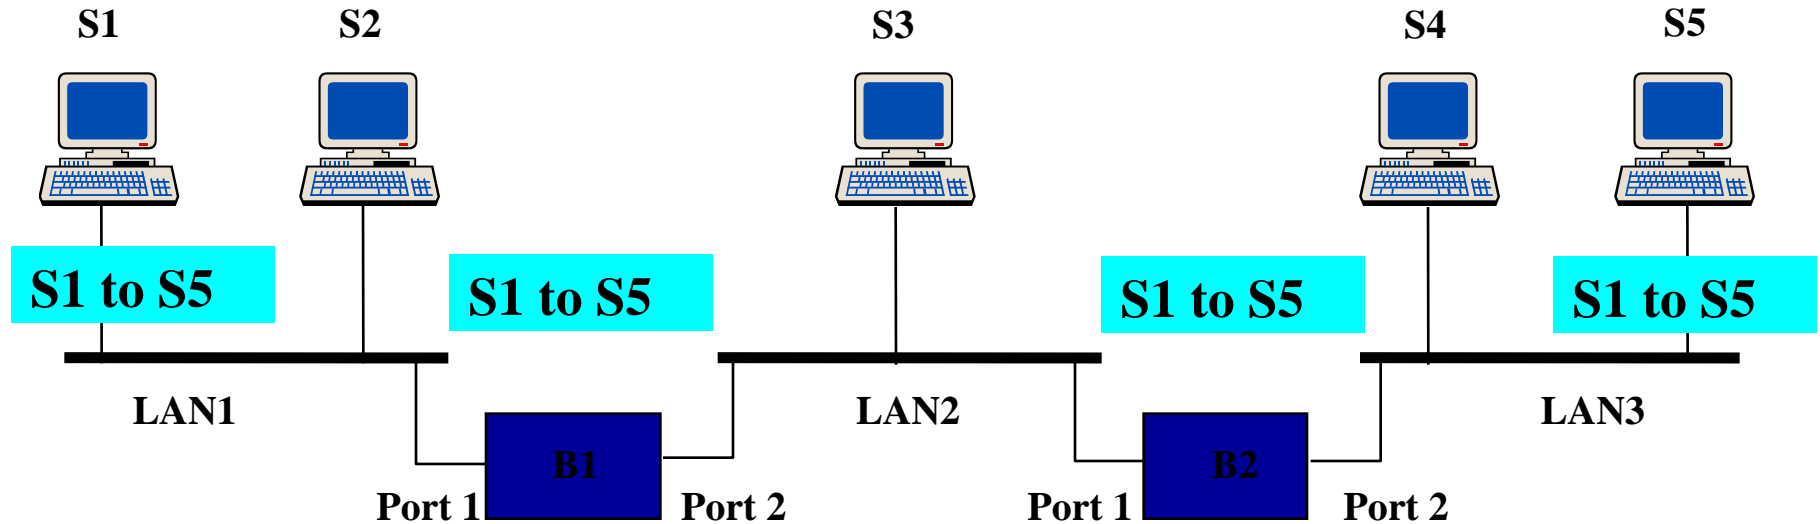 S1 S2 S3 S4 S5
S1 to S5 S1 to S5 S1 to S5 S1 to S5
LAN1 LAN2 LAN3
B1 B2
Port 1 Port 2 Port 1 Port 2